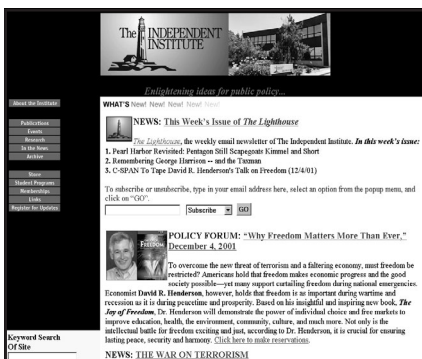 The INDEPENDENT
INSTITUTE
Enlightening ideas for public policy...
About the Institute
WHAT'S New! New! New! New! New!
Publications
Events
Research
In the News
Archive
Store
Student Programs
Memberships
Links
Register for Updates
NEWS: This Week's Issue of The Lighthouse
The Lighthouse, the weekly email newsletter of The Independent Institute. In this week's issue:
1. Pearl Harbor Revisited: Pentagon Still Scapegoats Kimmel and Short
2. Remembering George Harrison -- and the Taxman
3. C-SPAN To Tape David R. Henderson's Talk on Freedom (12/4/01)
To subscribe or unsubscribe, type in your email address here, select an option from the popup menu, and
click on "GO".
Subscribe GO
POLICY FORUM: "Why Freedom Matters More Than Ever,"
December 4, 2001
FREEDOM
To overcome the new threat of terrorism and a faltering economy, must freedom be
restricted? Americans hold that freedom makes economic progress and the good
society possible—yet many support curtailing freedom during national emergencies.
Economist David R. Henderson, however, holds that freedom is as important during wartime and
recession as it is during peacetime and prosperity. Based on his insightful and inspiring new book, The
Joy of Freedom, Dr. Henderson will demonstrate the power of individual choice and free markets to
improve education, health, the environment, community, culture, and much more. Not only is the
intellectual battle for freedom exciting and just, according to Dr. Henderson, it is crucial for ensuring
lasting peace, security and harmony. Click here to make reservations.
Keyword Search
Of Site
NEWS: THE WAR ON TERRORISM